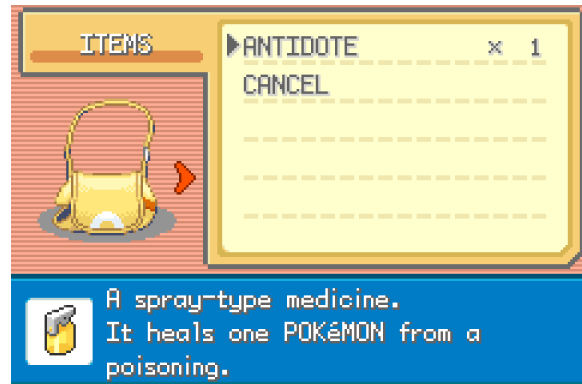 ITEMS
ANTIDOTE × 1
CANCEL
A spray-type medicine.
It heals one POKéMON from a
poisoning.